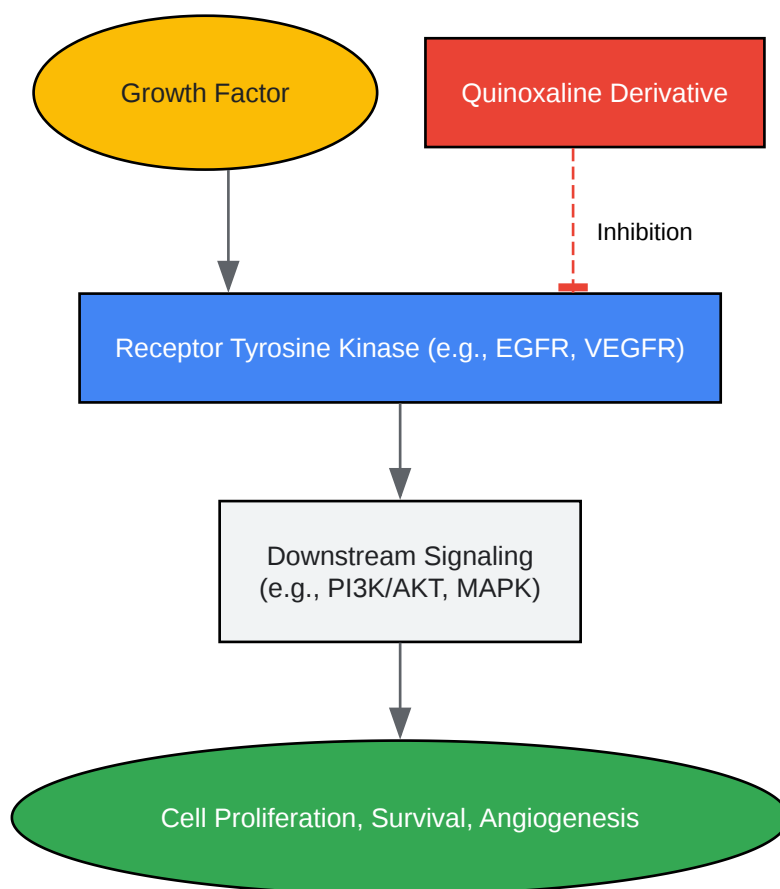 Growth Factor
Quinoxaline Derivative
Inhibition
Receptor Tyrosine Kinase (e.g., EGFR, VEGFR)
Downstream Signaling
(e.g., PI3K/AKT, MAPK)
Cell Proliferation, Survival, Angiogenesis